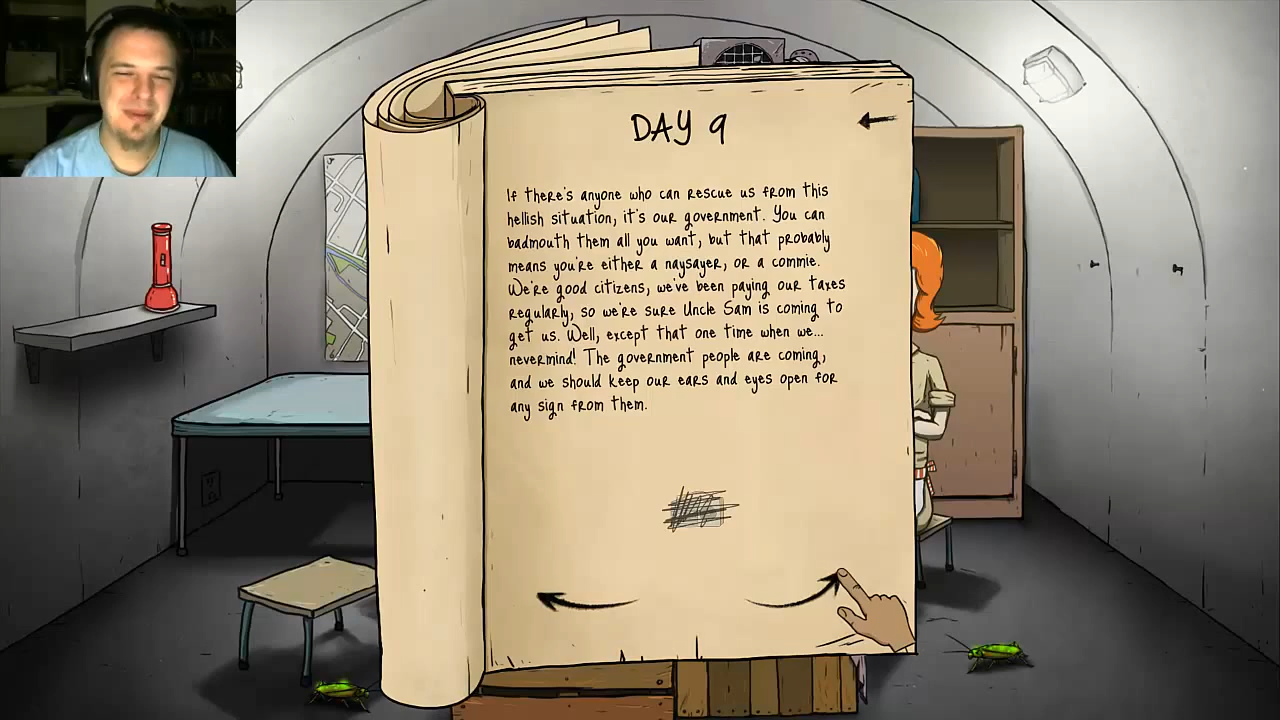 DAY 9
If there's anyone who can rescue us from this
hellish situation, it's our government. You can
badmouth them all you want, but that probably
means you're either a naysayer, or a commie.
We're good citizens, we've been paying our taxes
regularly, so we're sure Uncle Sam is coming to
get us. Well, except that one time when we...
nevermind! The government people are coming,
and we should keep our ears and eyes open for
any sign from them.